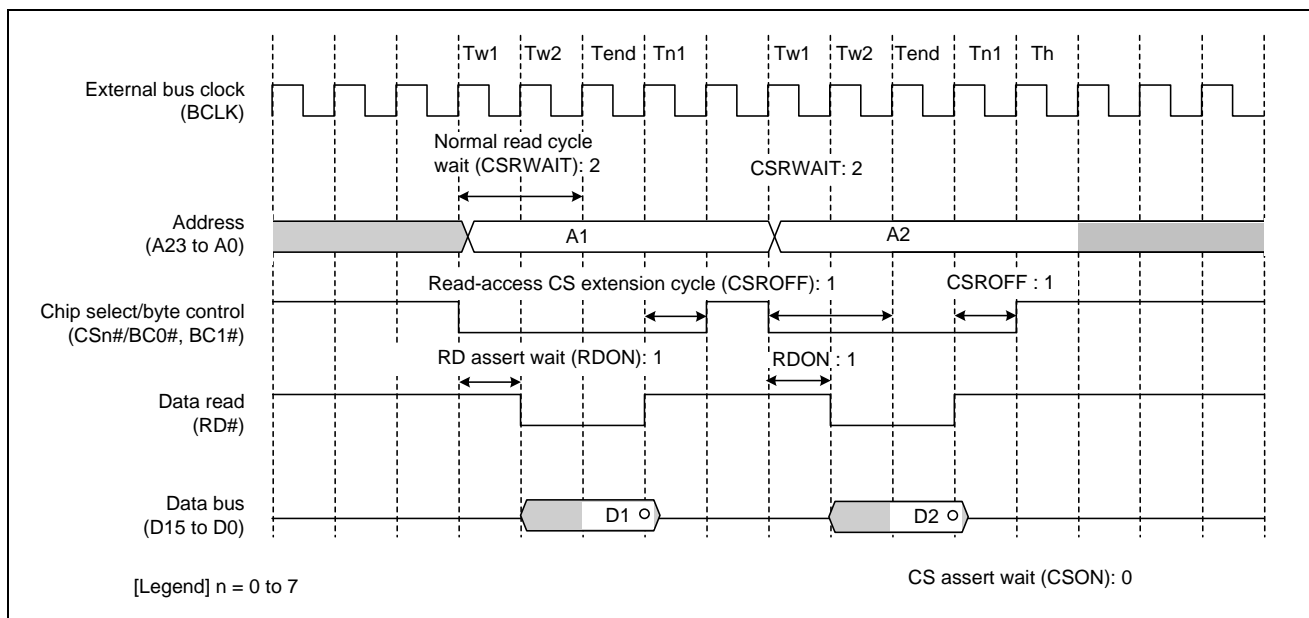 Tw1 Tw2 Tend Tn1 Tw1 Tw2 Tend Tn1 Th
External bus clock
(BCLK)
Normal read cycle
wait (CSRWAIT): 2
CSRWAIT: 2
Address
(A23 to A0)
A1
A2
Read-access CS extension cycle (CSROFF): 1
CSROFF : 1
Chip select/byte control
(CSn#/BC0#, BC1#)
RD assert wait (RDON): 1
RDON : 1
Data read
(RD#)
Data bus
(D15 to D0)
D1
D2
[Legend] n = 0 to 7
CS assert wait (CSON): 0